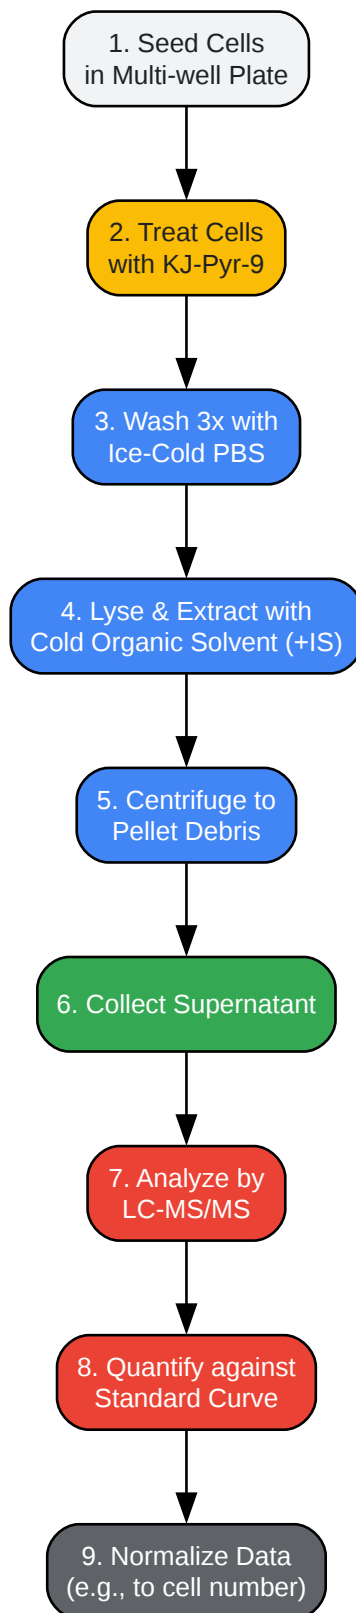 1. Seed Cells
in Multi-well Plate
2. Treat Cells
with KJ-Pyr-9
3. Wash 3x with
Ice-Cold PBS
4. Lyse & Extract with
Cold Organic Solvent (+IS)
5. Centrifuge to
Pellet Debris
6. Collect Supernatant
7. Analyze by
LC-MS/MS
8. Quantify against
Standard Curve
9. Normalize Data
(e.g., to cell number)